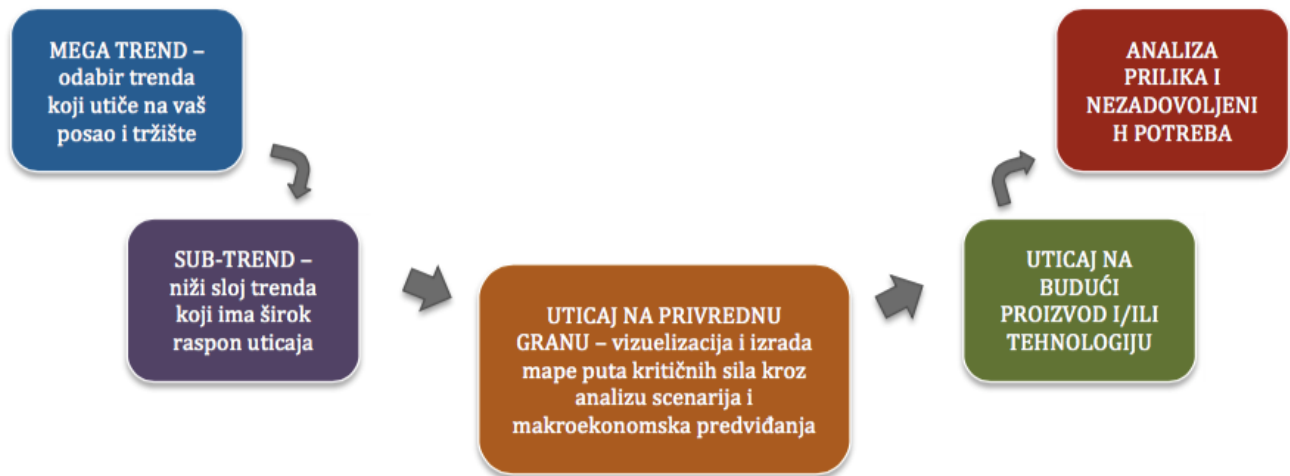 MEGA TREND –
odabir trenda
koji utiče na vaš
posao i tržište
SUB-TREND –
niži sloj trenda
koji ima širok
raspon uticaja
UTICAJ NA PRIVREDNU
GRANU – vizuelizacija i izrada
mape puta kritičnih sila kroz
analizu scenarija i
makroekonomska predviđanja
UTICAJ NA
BUDUĆI
PROIZVOD I/ILI
TEHNOLOGIJU
ANALIZA
PRILIKA I
NEZADOVOLJENI
H POTREBA